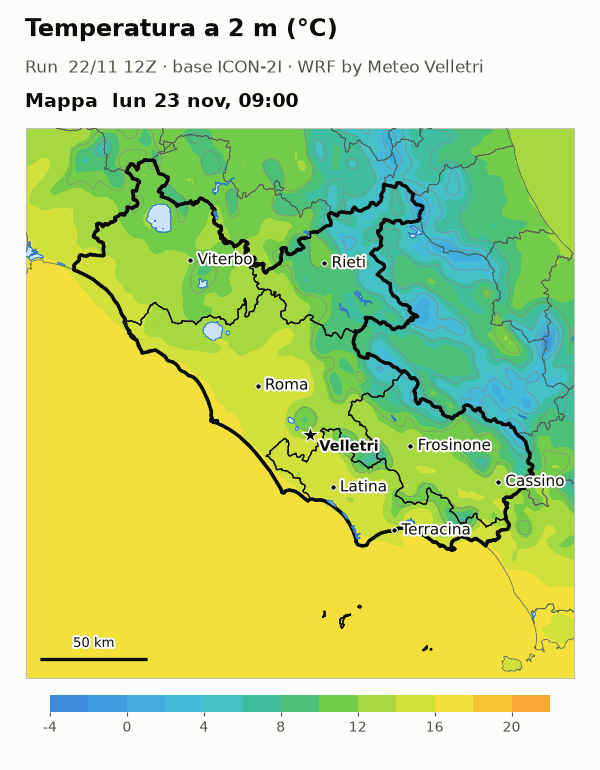 Temperatura a 2 m (°C)
Run  22/11 12Z · base ICON-2I · WRF by Meteo Velletri
Mappa  lun 23 nov, 09:00
Viterbo
Rieti
Roma
Velletri
Frosinone
Latina
Cassino
Terracina
50 km
-4 0 4 8 12 16 20